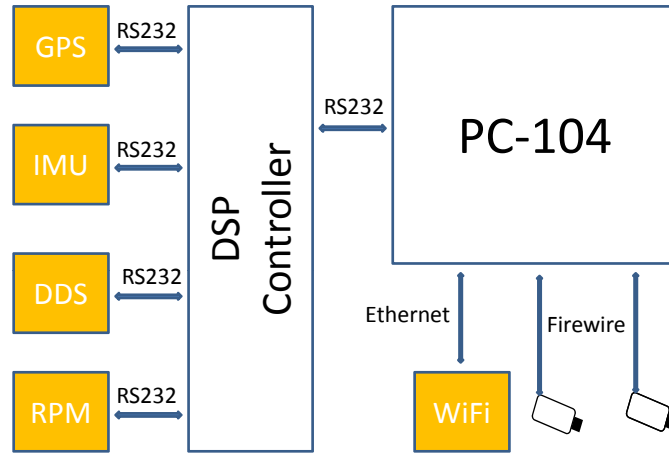 GPS
RS232
IMU
RS232
DDS
RS232
RPM
RS232
DSP
Controller
RS232
PC-104
Ethernet
Firewire
WiFi